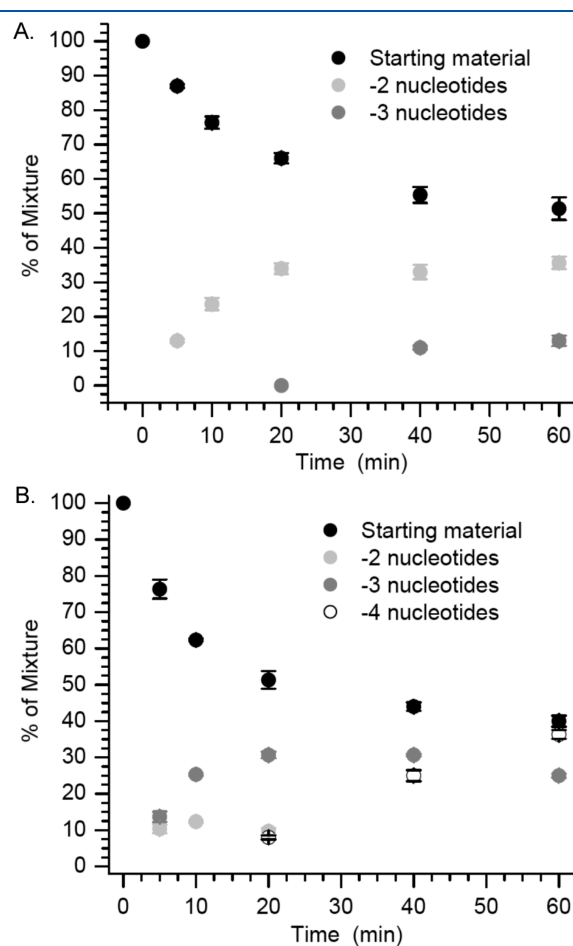 A.
100
90
80
70
60
50
40
30
20
10
0
% of Mixture
Starting material
-2 nucleotides
-3 nucleotides
0 10 20 30 40 50 60
Time (min)
B.
100
90
80
70
60
50
40
30
20
10
0
% of Mixture
Starting material
-2 nucleotides
-3 nucleotides
-4 nucleotides
0 10 20 30 40 50 60
Time (min)